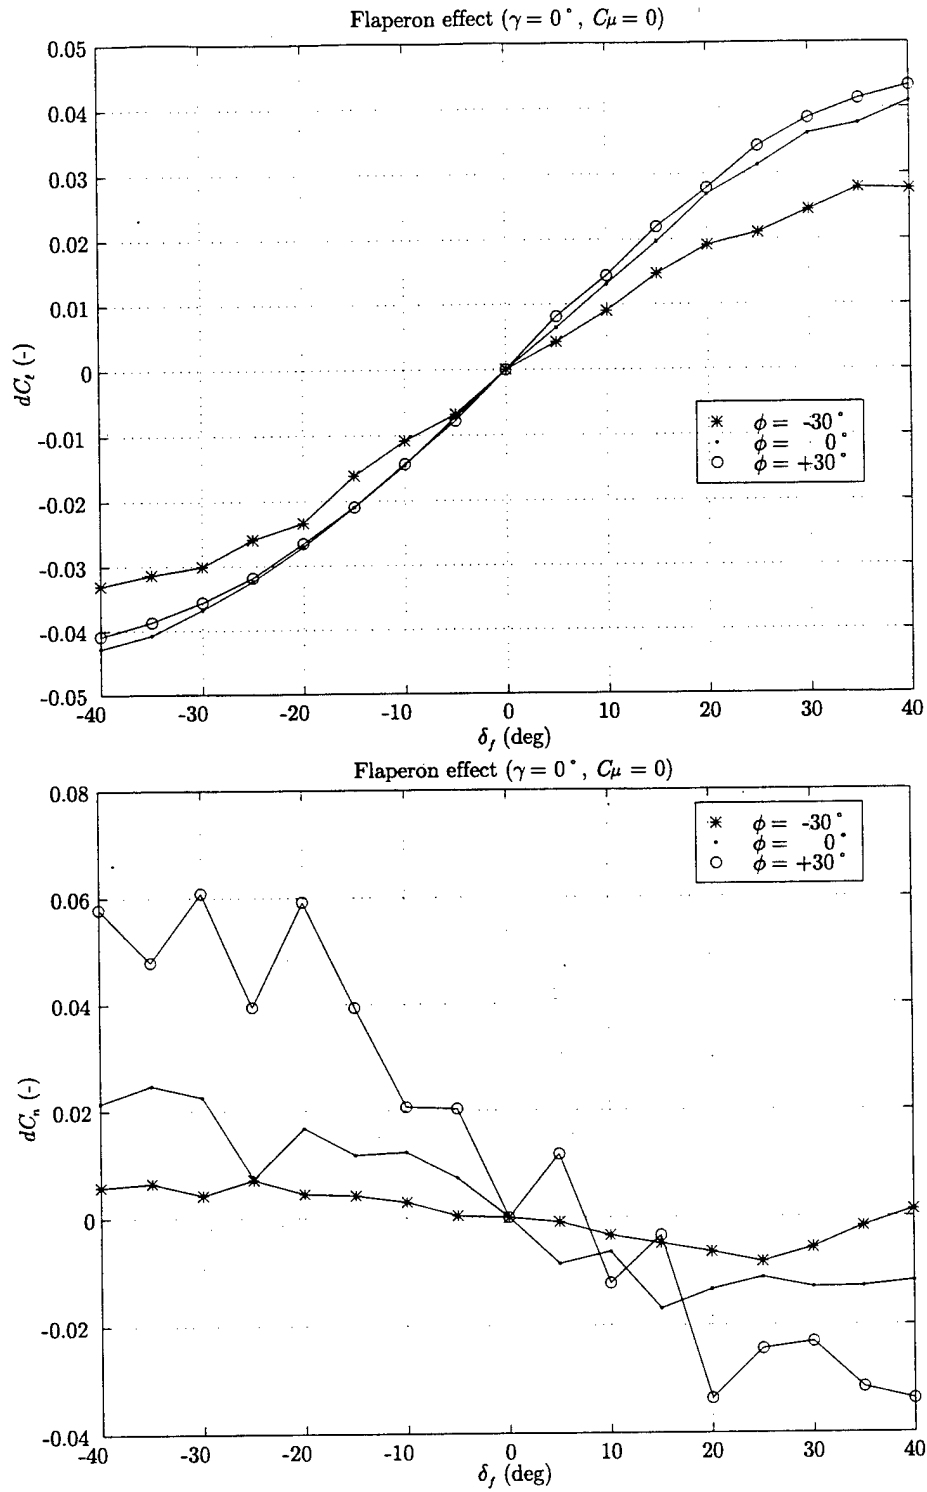 Flaperon effect (γ = 0°, Cμ = 0)
0.05
0.04
0.03
0.02
0.01
0
-0.01
-0.02
-0.03
-0.04
-0.05
dCℓ (-)
ϕ = -30°
ϕ = 0°
ϕ = +30°
-40 -30 -20 -10 0 10 20 30 40
δf (deg)
Flaperon effect (γ = 0°, Cμ = 0)
0.08
0.06
0.04
0.02
0
-0.02
-0.04
dCn (-)
ϕ = -30°
ϕ = 0°
ϕ = +30°
-40 -30 -20 -10 0 10 20 30 40
δf (deg)